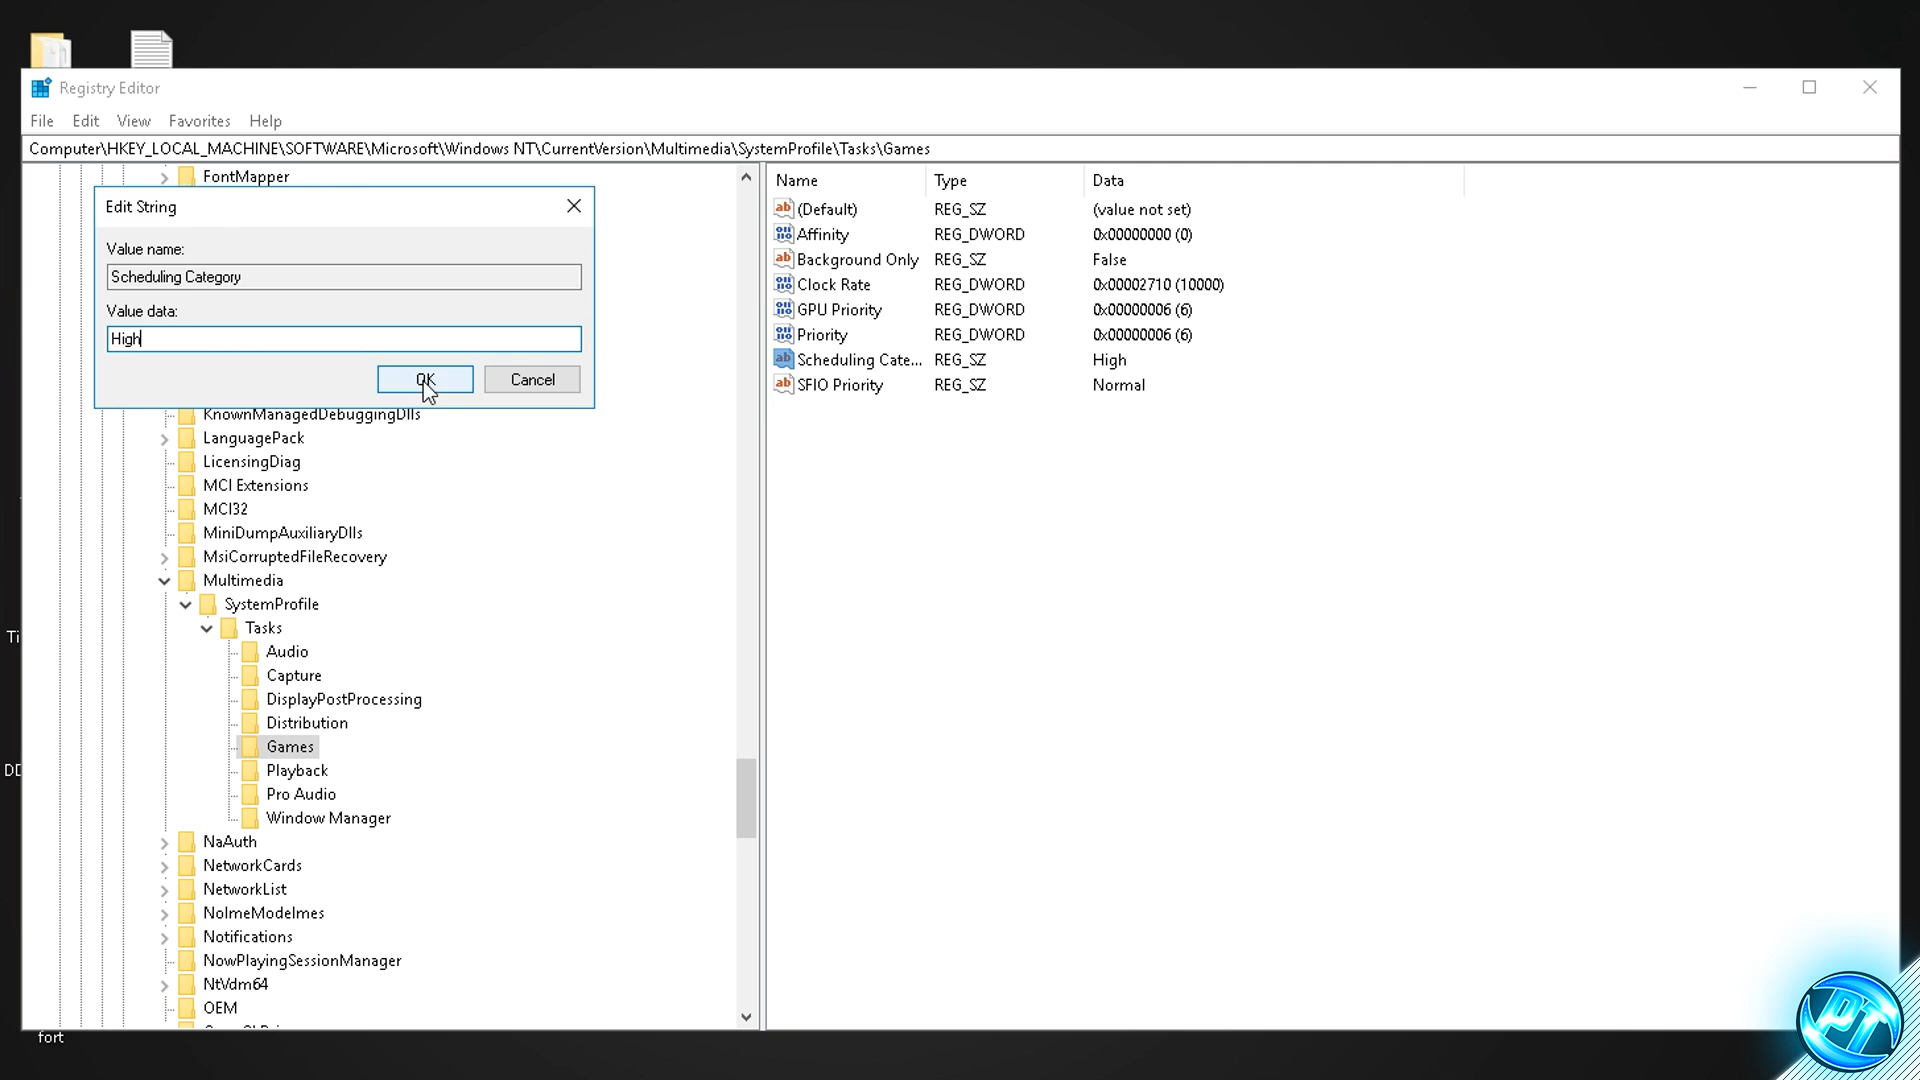 Registry Editor
File Edit View Favorites Help
Computer\HKEY_LOCAL_MACHINE\SOFTWARE\Microsoft\Windows NT\CurrentVersion\Multimedia\SystemProfile\Tasks\Games
FontMapper
Edit String
Value name:
Scheduling Category
Value data:
High
OK Cancel
KnownManagedDebuggingDlls
LanguagePack
LicensingDiag
MCI Extensions
MCI32
MiniDumpAuxiliaryDlls
MsiCorruptedFileRecovery
Multimedia
SystemProfile
Tasks
Audio
Capture
DisplayPostProcessing
Distribution
Games
Playback
Pro Audio
Window Manager
NaAuth
NetworkCards
NetworkList
NoImeModeImes
Notifications
NowPlayingSessionManager
NtVdm64
OEM
Name Type Data
(Default) REG_SZ (value not set)
Affinity REG_DWORD 0x00000000 (0)
Background Only REG_SZ False
Clock Rate REG_DWORD 0x00002710 (10000)
GPU Priority REG_DWORD 0x00000006 (6)
Priority REG_DWORD 0x00000006 (6)
Scheduling Cate... REG_SZ High
SFIO Priority REG_SZ Normal
Ti
DD
fort
PT